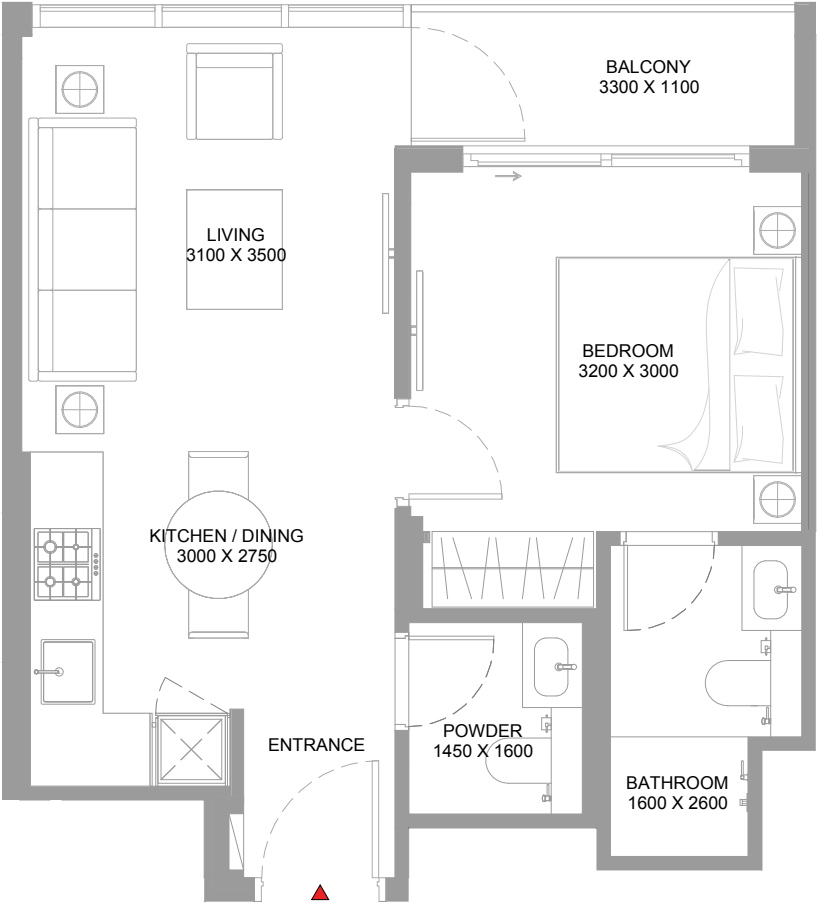 BALCONY
3300 X 1100
LIVING
3100 X 3500
BEDROOM
3200 X 3000
KITCHEN / DINING
3000 X 2750
ENTRANCE
POWDER
1450 X 1600
BATHROOM
1600 X 2600